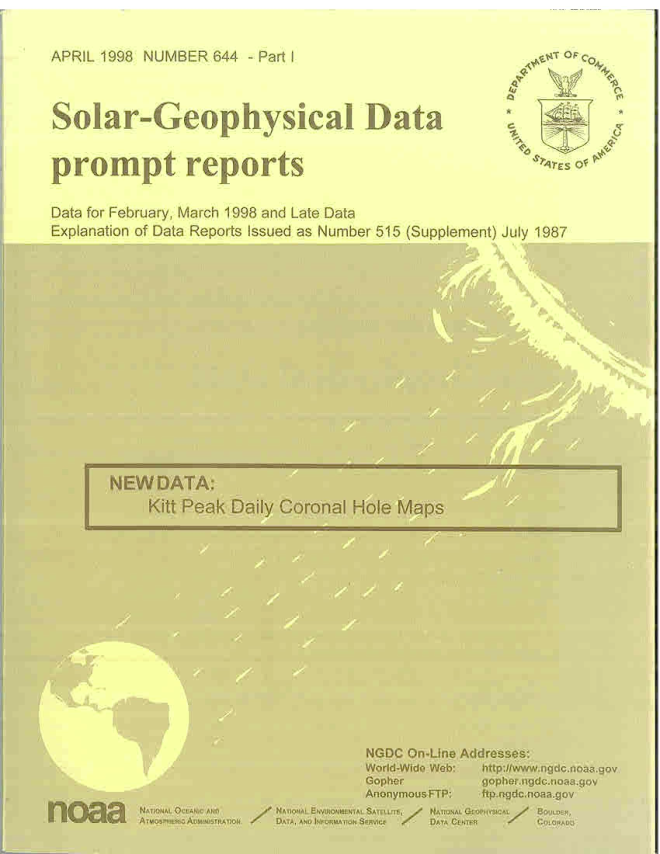 APRIL 1998 NUMBER 644 - Part I
DEPARTMENT OF COMMERCE
UNITED STATES OF AMERICA
Solar-Geophysical Data
prompt reports
Data for February, March 1998 and Late Data
Explanation of Data Reports Issued as Number 515 (Supplement) July 1987
NEW DATA:
Kitt Peak Daily Coronal Hole Maps
NGDC On-Line Addresses:
World-Wide Web: http://www.ngdc.noaa.gov
Gopher gopher.ngdc.noaa.gov
Anonymous FTP: ftp.ngdc.noaa.gov
noaa
NATIONAL OCEANIC AND
ATMOSPHERIC ADMINISTRATION
NATIONAL ENVIRONMENTAL SATELLITE,
DATA, AND INFORMATION SERVICE
NATIONAL GEOPHYSICAL
DATA CENTER
BOULDER,
COLORADO